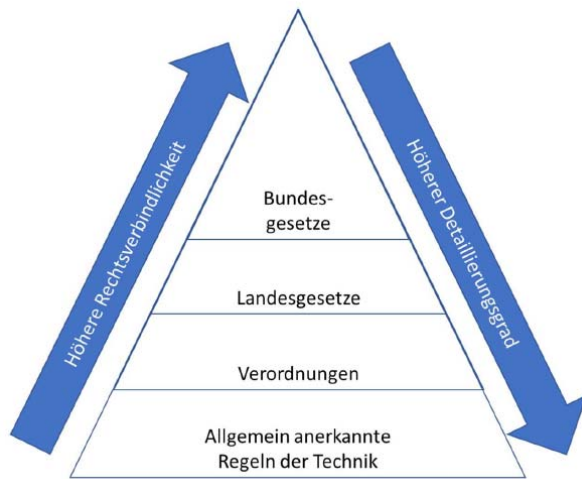 Höhere Rechtsverbindlichkeit
Höherer Detaillierungsgrad
Bundes-
gesetze
Landesgesetze
Verordnungen
Allgemein anerkannte
Regeln der Technik